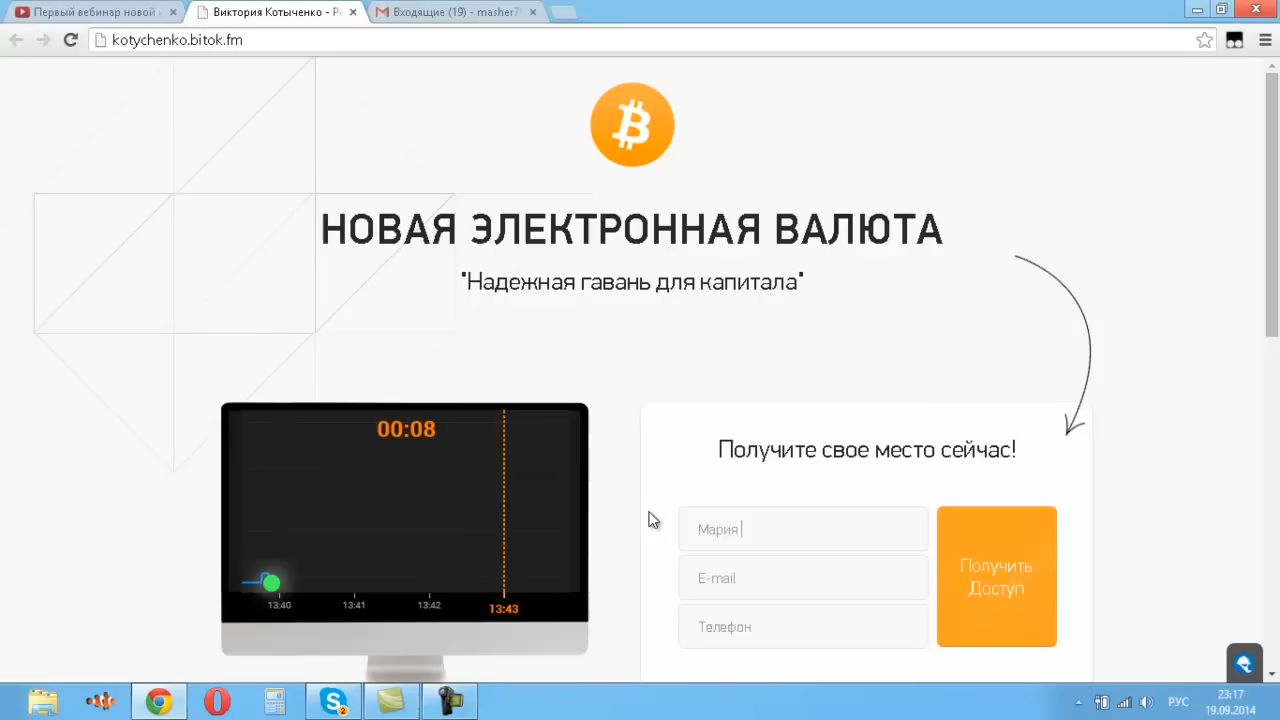 Первый вебинар новой
Виктория Котыченко - Р
Входящие (19) - masher7
kotychenko.bitok.fm
НОВАЯ ЭЛЕКТРОННАЯ ВАЛЮТА
"Надежная гавань для капитала"
00:08
13:40 13:41 13:42 13:43
Получите свое место сейчас!
Мария
E-mail
Телефон
Получить
Доступ
2
РУС
23:17
19.09.2014